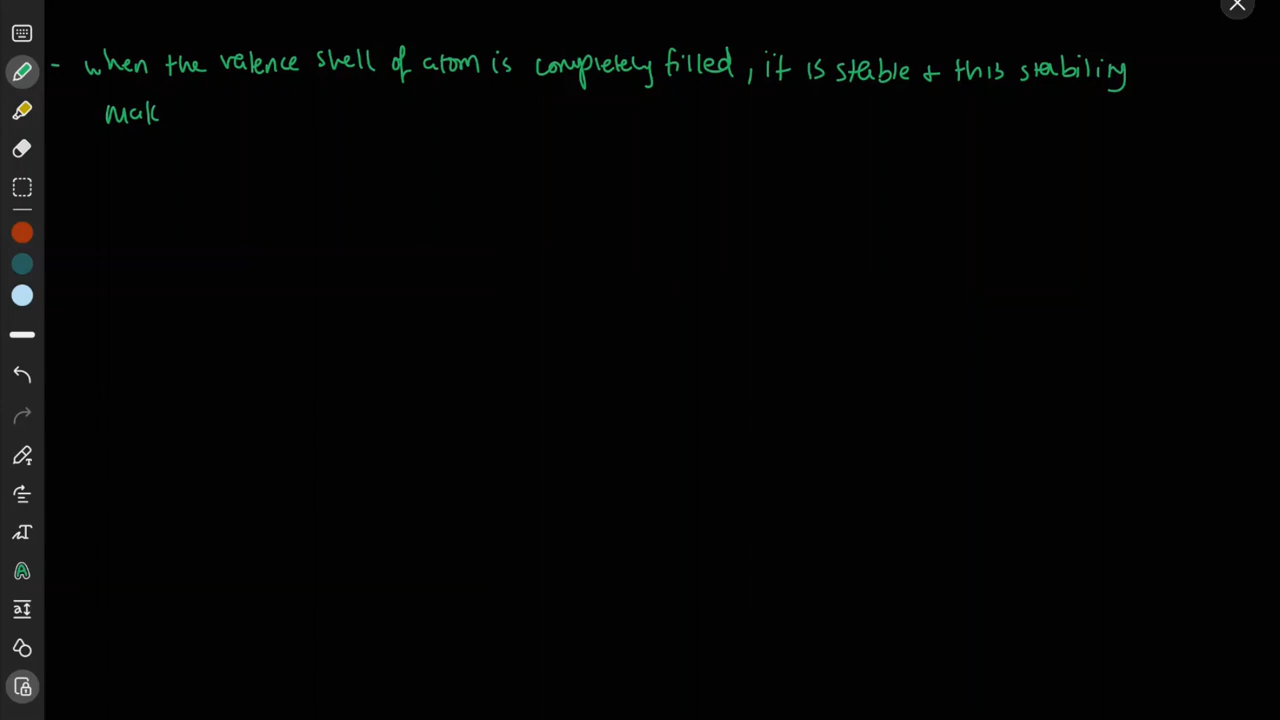 - when the valence shell of atom is completely filled, it is stable + this stability
mak